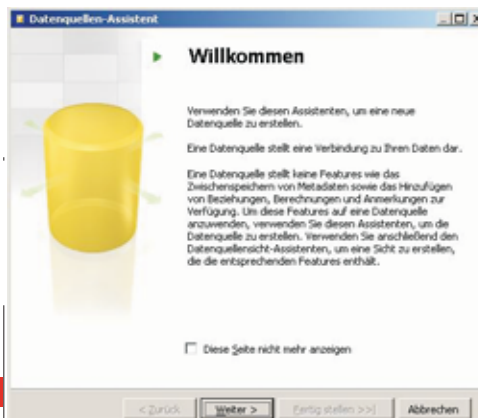 Datenquellen-Assistent
Willkommen
Verwenden Sie diesen Assistenten, um eine neue
Datenquelle zu erstellen.
Eine Datenquelle stellt eine Verbindung zu Ihren Daten dar.
Eine Datenquelle stellt keine Features wie das
Zwischenspeichern von Metadaten sowie das Hinzufügen
von Beziehungen, Berechnungen und Anmerkungen zur
Verfügung. Um diese Features auf eine Datenquelle
anzuwenden, verwenden Sie diesen Assistenten, um die
Datenquelle zu erstellen. Verwenden Sie anschließend den
Datenquellensicht-Assistenten, um eine Sicht zu erstellen,
die die entsprechenden Features enthält.
Diese Seite nicht mehr anzeigen
< Zurück Weiter > Fertig stellen >>| Abbrechen